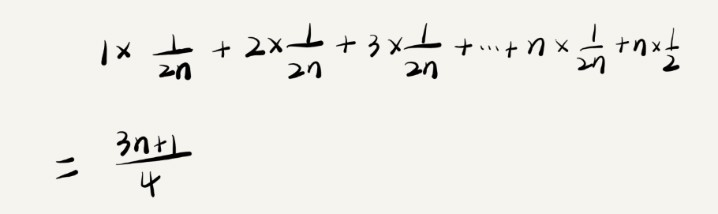 1 × 1/2n + 2 × 1/2n + 3 × 1/2n + ··· + n × 1/2n + n × 1/2
= 3n+1/4